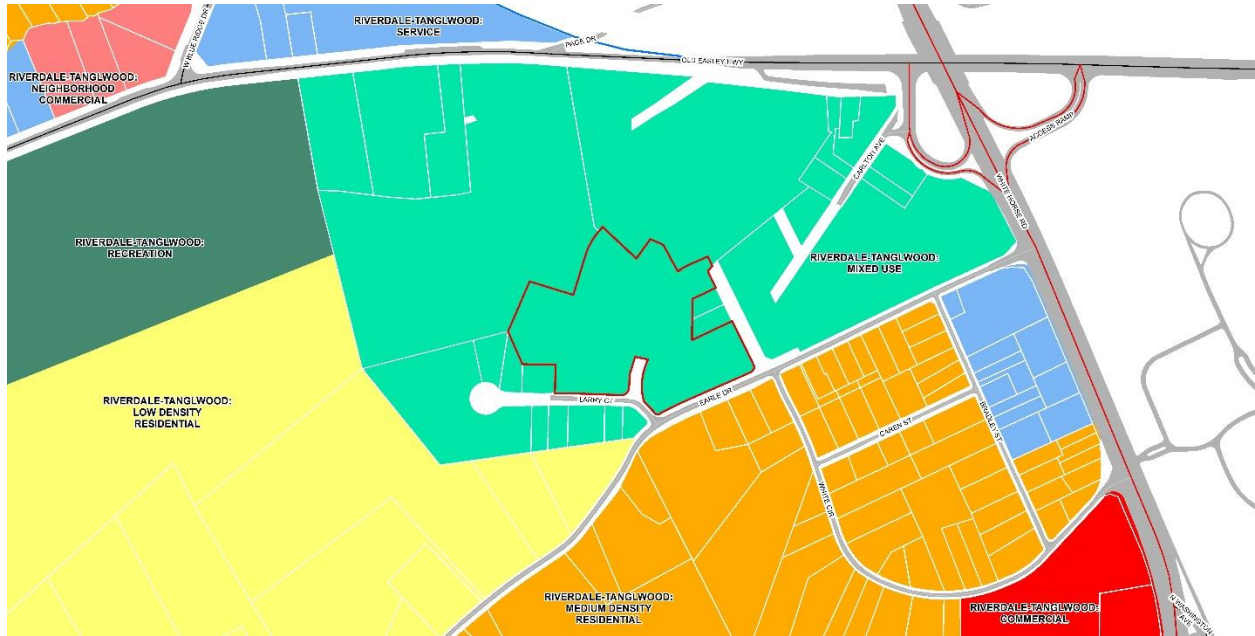 RIVERDALE-TANGLWOOD:
SERVICE
W BLUE RIDGE DR
PAGE DR
OLD EASLEY HWY
RIVERDALE-TANGLWOOD:
NEIGHBORHOOD
COMMERCIAL
ACCESS RAMP
CARLTON AVE
WHITE HORSE RD
RIVERDALE-TANGLWOOD:
RECREATION
RIVERDALE-TANGLWOOD:
MIXED USE
RIVERDALE-TANGLWOOD:
LOW DENSITY
RESIDENTIAL
LARRY CT
EARLE DR
CAREN ST
BRADLEY ST
WHITE CIR
RIVERDALE-TANGLWOOD:
MEDIUM DENSITY
RESIDENTIAL
RIVERDALE-TANGLWOOD:
COMMERCIAL
N WASHINGTON
AVE